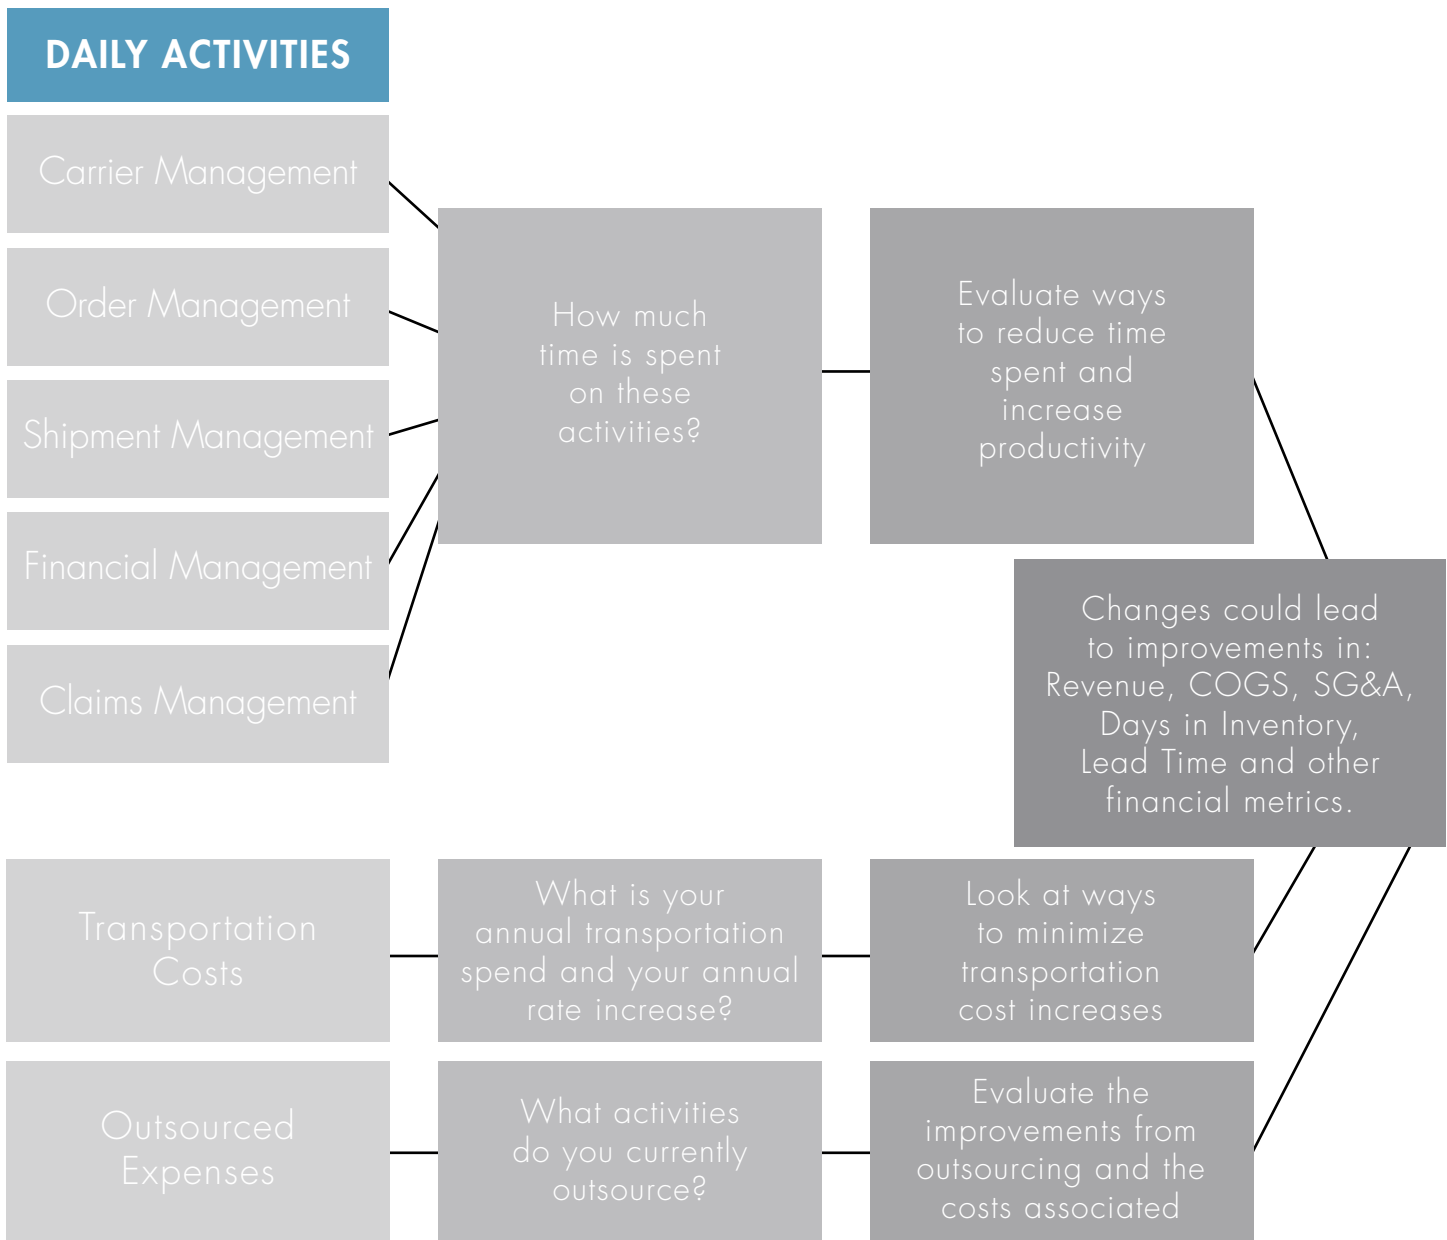 DAILY ACTIVITIES
Carrier Management
Order Management
Shipment Management
Financial Management
Claims Management
How much
time is spent
on these
activities?
Evaluate ways
to reduce time
spent and
increase
productivity
Changes could lead
to improvements in:
Revenue, COGS, SG&A,
Days in Inventory,
Lead Time and other
financial metrics.
Transportation
Costs
What is your
annual transportation
spend and your annual
rate increase?
Look at ways
to minimize
transportation
cost increases
Outsourced
Expenses
What activities
do you currently
outsource?
Evaluate the
improvements from
outsourcing and the
costs associated